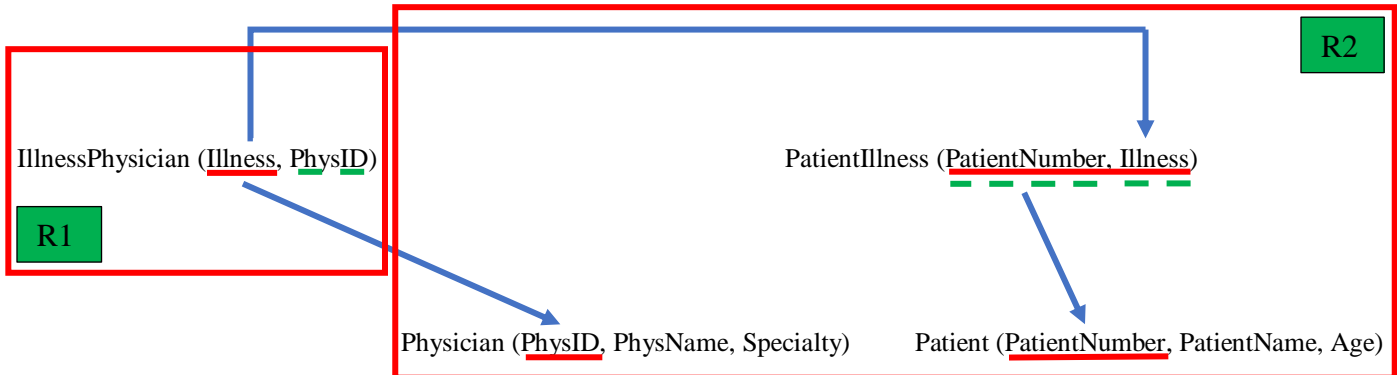 R2
IllnessPhysician (Illness, PhysID)
PatientIllness (PatientNumber, Illness)
R1
Physician (PhysID, PhysName, Specialty)
Patient (PatientNumber, PatientName, Age)